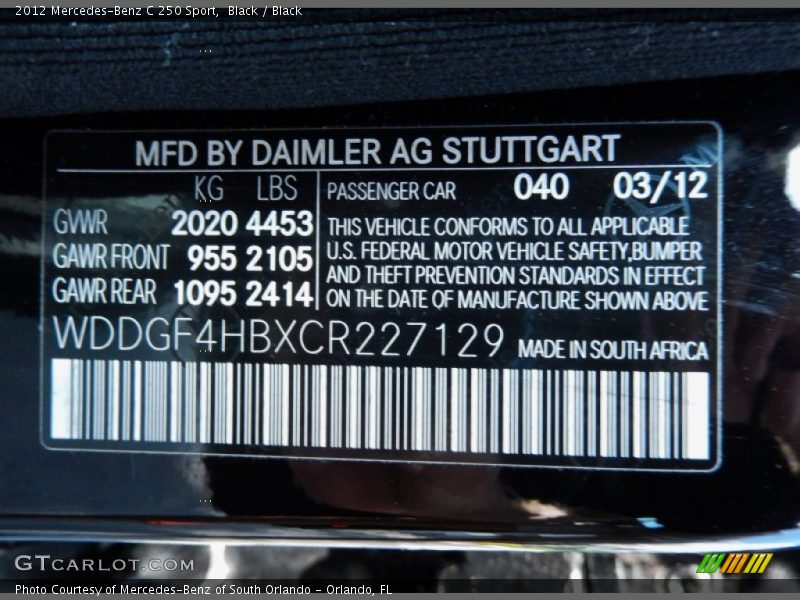 2012 Mercedes-Benz C 250 Sport,  Black / Black
MFD BY DAIMLER AG STUTTGART
KG LBS
PASSENGER CAR 040 03/12
GVWR 2020 4453
GAWR FRONT 955 2105
GAWR REAR 1095 2414
THIS VEHICLE CONFORMS TO ALL APPLICABLE
U.S. FEDERAL MOTOR VEHICLE SAFETY,BUMPER
AND THEFT PREVENTION STANDARDS IN EFFECT
ON THE DATE OF MANUFACTURE SHOWN ABOVE
WDDGF4HBXCR227129 MADE IN SOUTH AFRICA
GTCARLOT.COM
Photo Courtesy of Mercedes-Benz of South Orlando - Orlando, FL